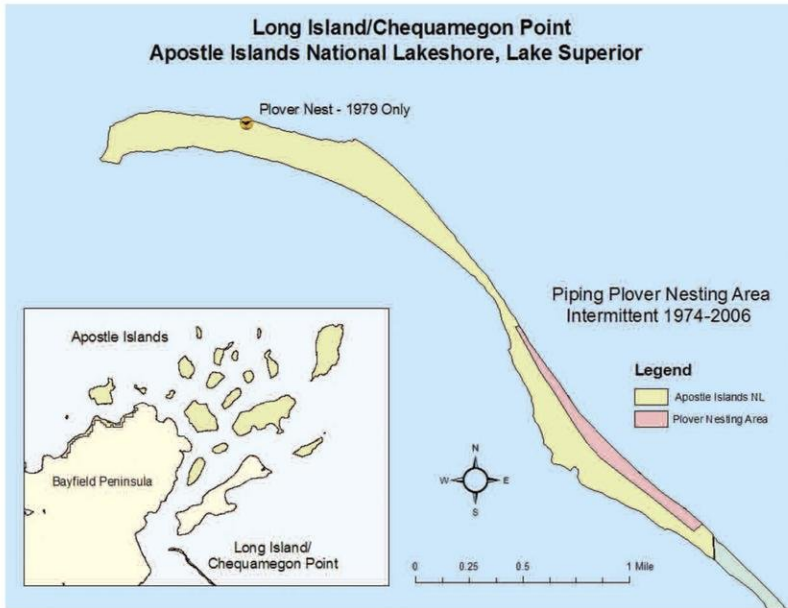 Long Island/Chequamegon Point
Apostle Islands National Lakeshore, Lake Superior
Plover Nest - 1979 Only
Piping Plover Nesting Area
Intermittent 1974-2006
Legend
Apostle Islands NL
Plover Nesting Area
Apostle Islands
Bayfield Peninsula
Long Island/
Chequamegon Point
N
W E
S
0 0.25 0.5 1 Mile